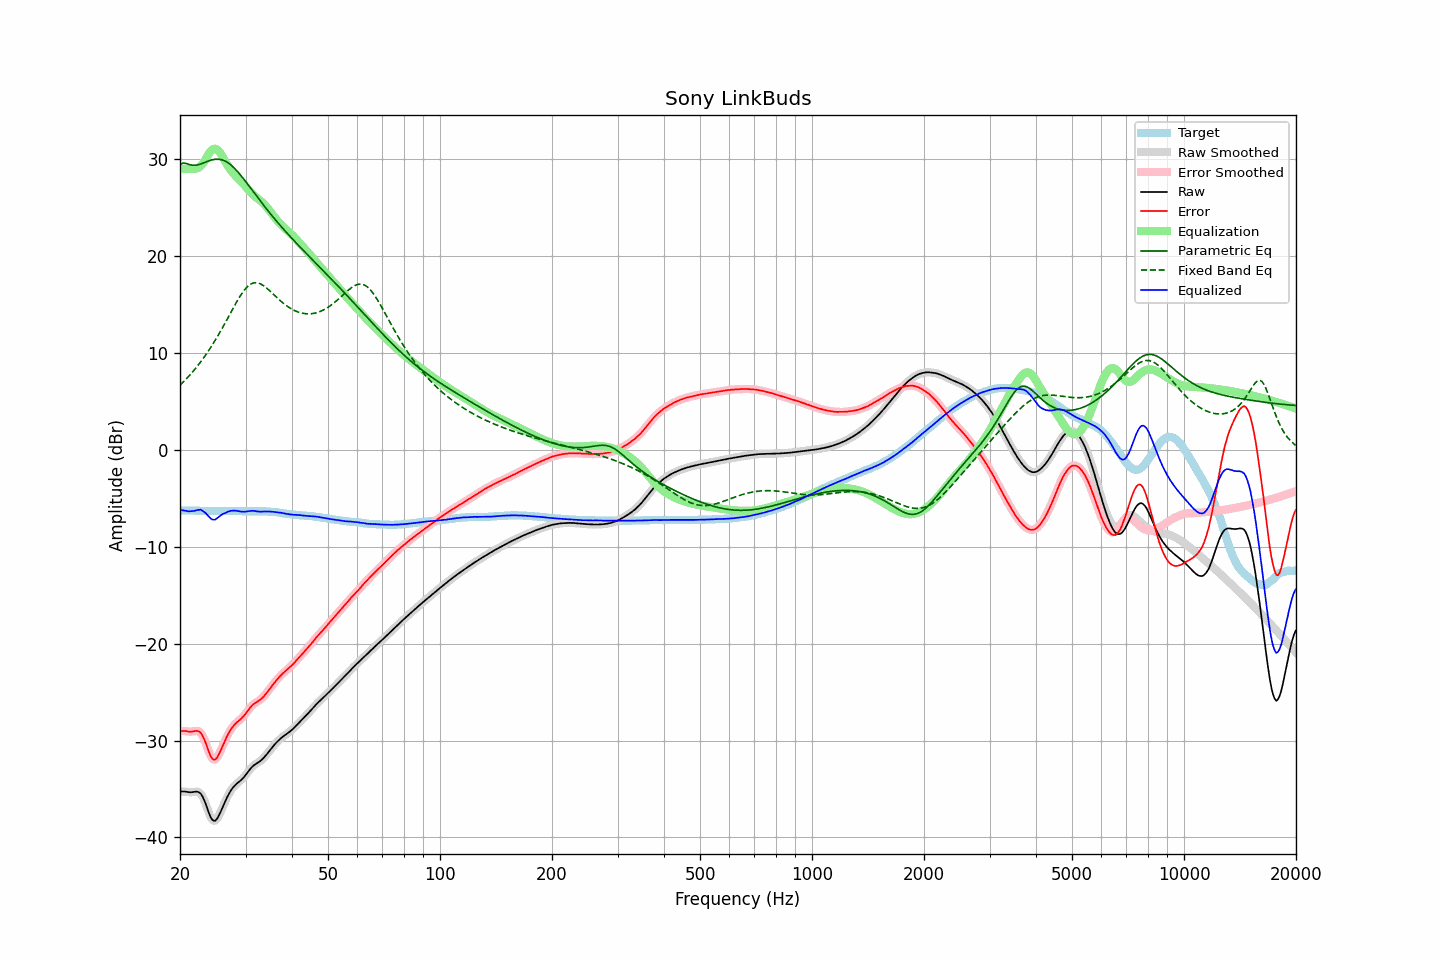 Sony LinkBuds
Amplitude (dBr)
30
20
10
0
−10
−20
−30
−40
Target
Raw Smoothed
Error Smoothed
Raw
Error
Equalization
Parametric Eq
Fixed Band Eq
Equalized
20 50 100 200 500 1000 2000 5000 10000 20000
Frequency (Hz)